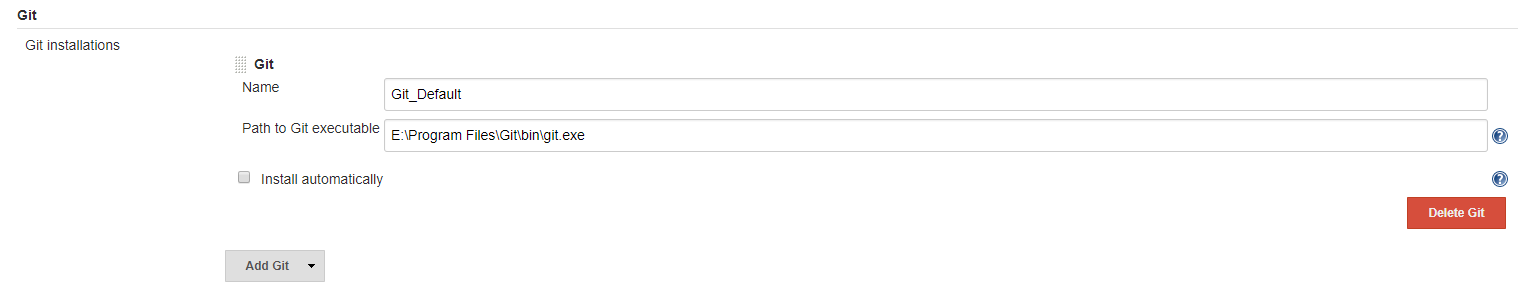 Git
Git installations
Git
Name
Git_Default
Path to Git executable
E:\Program Files\Git\bin\git.exe
?
Install automatically
?
Delete Git
Add Git